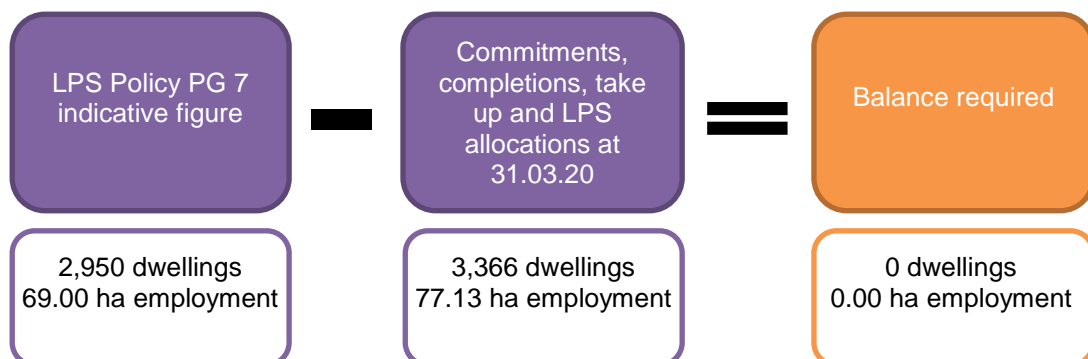 LPS Policy PG 7
indicative figure
Commitments,
completions, take
up and LPS
allocations at
31.03.20
Balance required
2,950 dwellings
69.00 ha employment
3,366 dwellings
77.13 ha employment
0 dwellings
0.00 ha employment